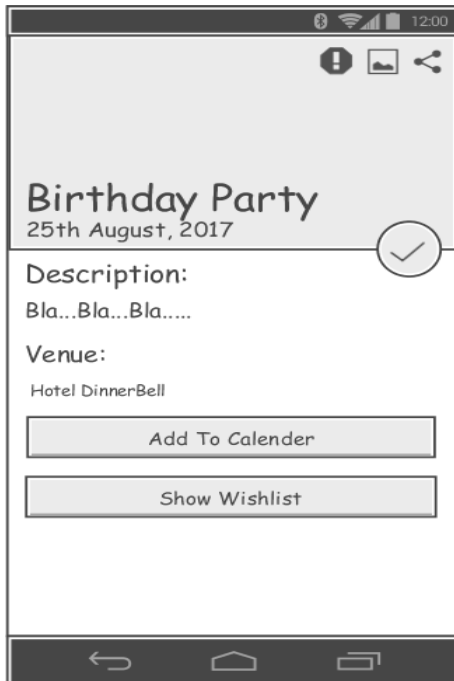 12:00
Birthday Party
25th August, 2017
Description:
Bla...Bla...Bla.....
Venue:
Hotel DinnerBell
Add To Calender
Show Wishlist